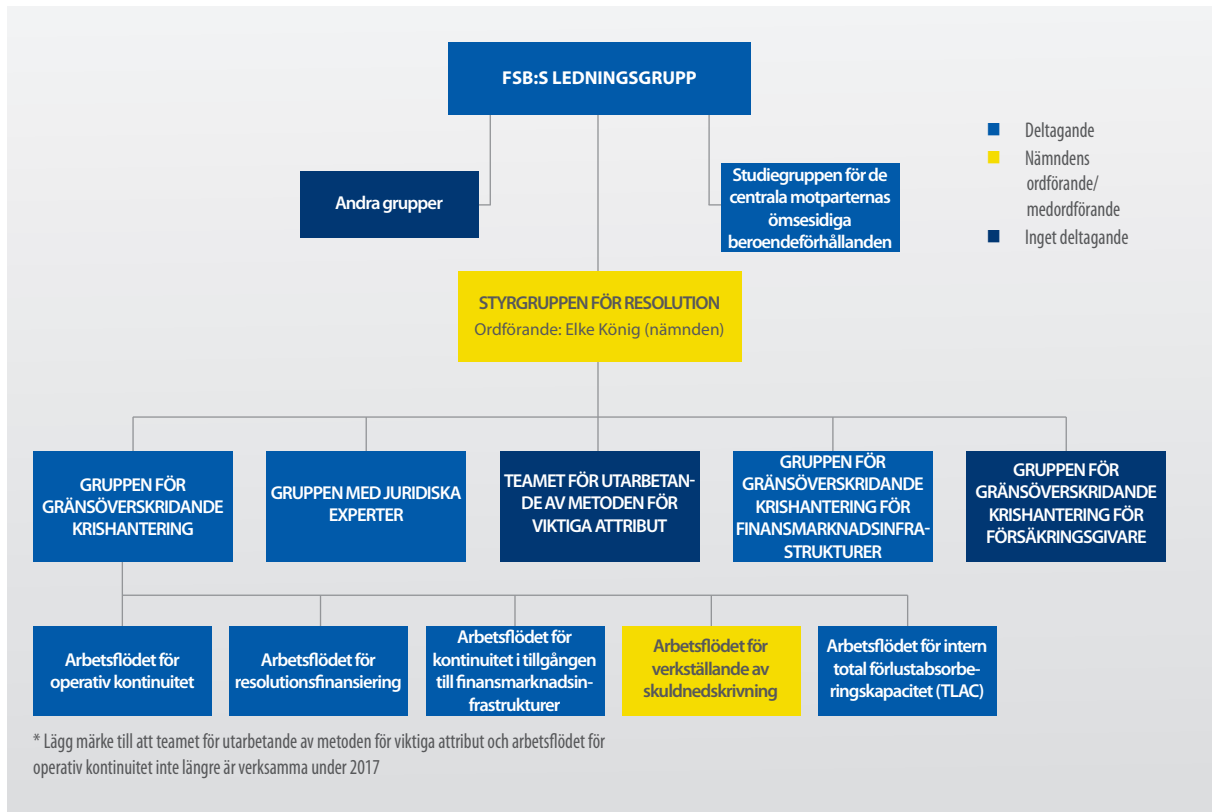 FSB:S LEDNINGSGRUPP
Deltagande
Nämndens
ordförande/
medordförande
Inget deltagande
Andra grupper
Studiegruppen för de
centrala motparternas
ömsesidiga
beroendeförhållanden
STYRGRUPPEN FÖR RESOLUTION
Ordförande: Elke König (nämnden)
GRUPPEN FÖR
GRÄNSÖVERSKRIDANDE
KRISHANTERING
GRUPPEN MED JURIDISKA
EXPERTER
TEAMET FÖR UTARBETAN-
DE AV METODEN FÖR
VIKTIGA ATTRIBUT
GRUPPEN FÖR
GRÄNSÖVERSKRIDANDE
KRISHANTERING FÖR
FINANSMARKNADSINFRA-
STRUKTURER
GRUPPEN FÖR
GRÄNSÖVERSKRIDANDE
KRISHANTERING FÖR
FÖRSÄKRINGSGIVARE
Arbetsflödet för
operativ kontinuitet
Arbetsflödet för
resolutionsfinansiering
Arbetsflödet för
kontinuitet i tillgången
till finansmarknadsin-
frastrukturer
Arbetsflödet för
verkställande av
skuldnedskrivning
Arbetsflödet för intern
total förlustabsorbe-
ringskapacitet (TLAC)
* Lägg märke till att teamet för utarbetande av metoden för viktiga attribut och arbetsflödet för
operativ kontinuitet inte längre är verksamma under 2017